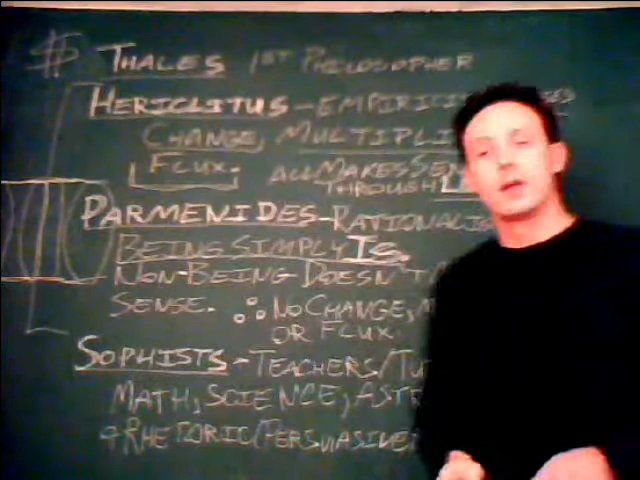 $ THALES 1ST PHILOSOPHER
HERICLITUS - EMPIRICI
CHANGE, MULTIPLI
FLUX. ALL MAKES SE
THROUGH L
PARMENIDES - RATIONALIS
BEING SIMPLY IS.
NON-BEING DOESN'T M
SENSE. ∴ NO CHANGE, M
OR FLUX.
SOPHISTS - TEACHERS/TU
MATH, SCIENCE, ASTR
+ RHETORIC (PERSUASIVE